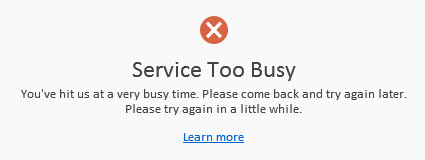 Service Too Busy
You've hit us at a very busy time. Please come back and try again later.
Please try again in a little while.
Learn more